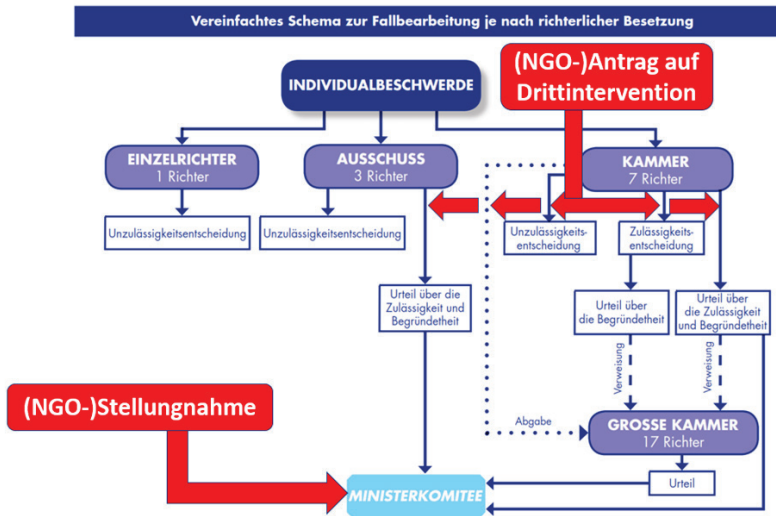 Vereinfachtes Schema zur Fallbearbeitung je nach richterlicher Besetzung
(NGO-)Antrag auf
Drittintervention
INDIVIDUALBESCHWERDE
EINZELRICHTER
1 Richter
AUSSCHUSS
3 Richter
KAMMER
7 Richter
Unzulässigkeitsentscheidung
Unzulässigkeitsentscheidung
Unzulässigkeits-
entscheidung
Zulässigkeits-
entscheidung
Urteil über die
Zulässigkeit und
Begründetheit
Urteil über
die Begründetheit
Urteil über
die Zulässigkeit
und Begründetheit
Verweisung
Verweisung
(NGO-)Stellungnahme
Abgabe
GROSSE KAMMER
17 Richter
Urteil
MINISTERKOMITEE